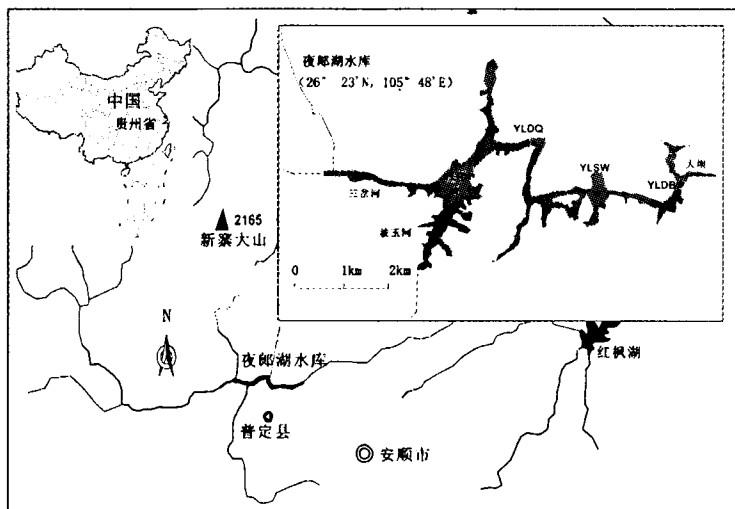 夜郎湖水库
(26° 23'N, 105° 48'E)
中国
贵州省
YLDQ
YLSW
大坝
YLDB
三岔河
波玉河
2165
新寨大山
0 1km 2km
N
红枫湖
夜郎湖水库
普定县
安顺市